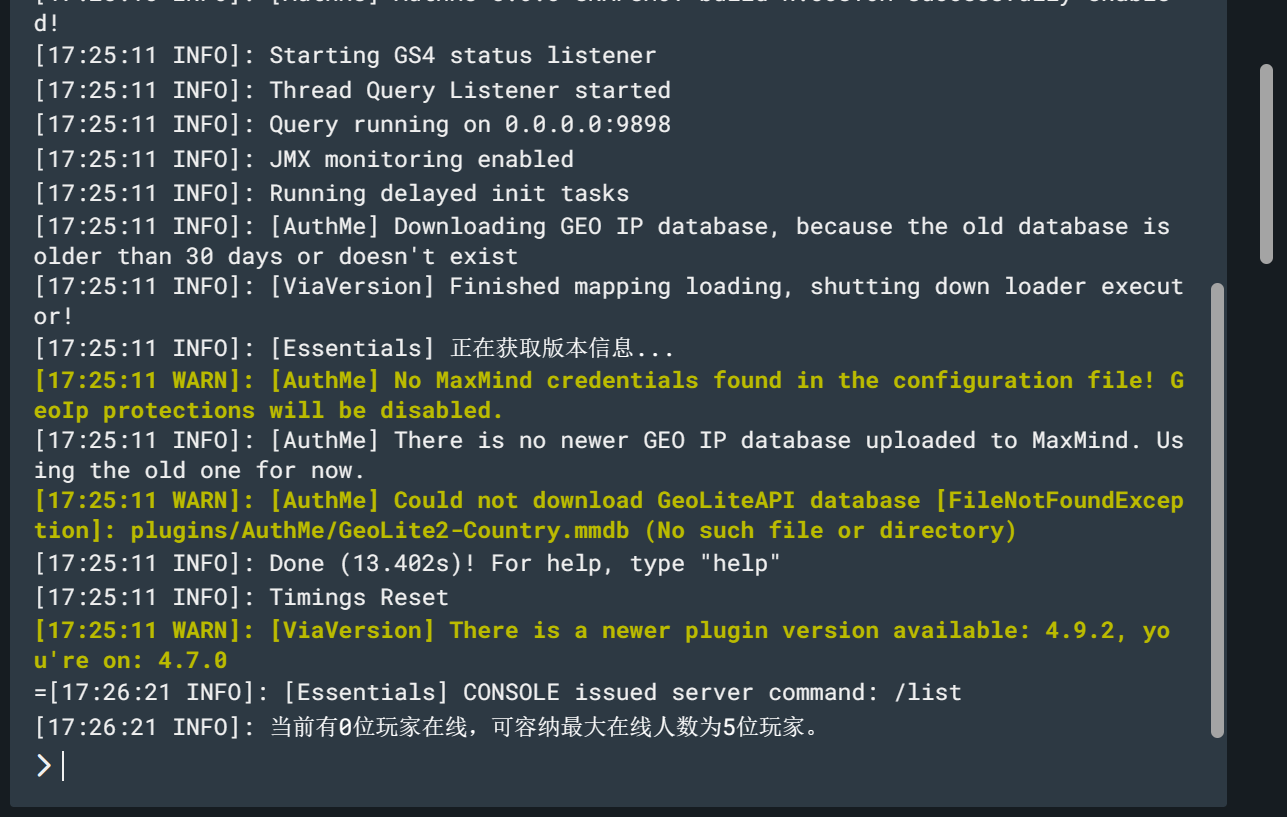 d!
[17:25:11 INFO]: Starting GS4 status listener
[17:25:11 INFO]: Thread Query Listener started
[17:25:11 INFO]: Query running on 0.0.0.0:9898
[17:25:11 INFO]: JMX monitoring enabled
[17:25:11 INFO]: Running delayed init tasks
[17:25:11 INFO]: [AuthMe] Downloading GEO IP database, because the old database is
older than 30 days or doesn't exist
[17:25:11 INFO]: [ViaVersion] Finished mapping loading, shutting down loader execut
or!
[17:25:11 INFO]: [Essentials] 正在获取版本信息...
[17:25:11 WARN]: [AuthMe] No MaxMind credentials found in the configuration file! G
eoIp protections will be disabled.
[17:25:11 INFO]: [AuthMe] There is no newer GEO IP database uploaded to MaxMind. Us
ing the old one for now.
[17:25:11 WARN]: [AuthMe] Could not download GeoLiteAPI database [FileNotFoundExcep
tion]: plugins/AuthMe/GeoLite2-Country.mmdb (No such file or directory)
[17:25:11 INFO]: Done (13.402s)! For help, type "help"
[17:25:11 INFO]: Timings Reset
[17:25:11 WARN]: [ViaVersion] There is a newer plugin version available: 4.9.2, yo
u're on: 4.7.0
=[17:26:21 INFO]: [Essentials] CONSOLE issued server command: /list
[17:26:21 INFO]: 当前有0位玩家在线，可容纳最大在线人数为5位玩家。
>